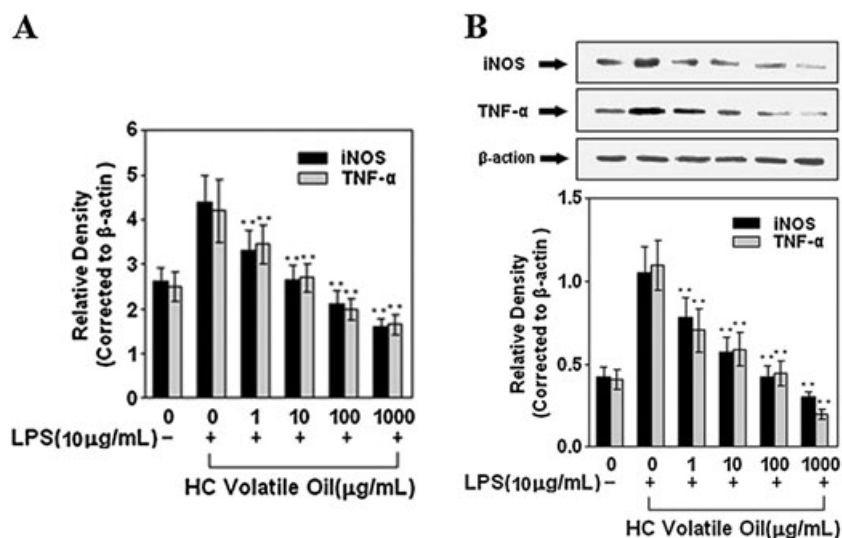 A
6
5
4
3
2
1
0
Relative Density
(Corrected to β-actin )
iNOS
TNF-α
** ** ** ** ** ** ** **
0 0 1 10 100 1000
LPS(10μg/mL) − + + + + +
HC Volatile Oil(μg/mL)
B
iNOS
TNF-α
β-action
1.5
1.0
0.5
0.0
Relative Density
(Corrected to β-actin )
iNOS
TNF-α
** ** ** ** ** ** ** **
0 0 1 10 100 1000
LPS(10μg/mL) − + + + + +
HC Volatile Oil(μg/mL)